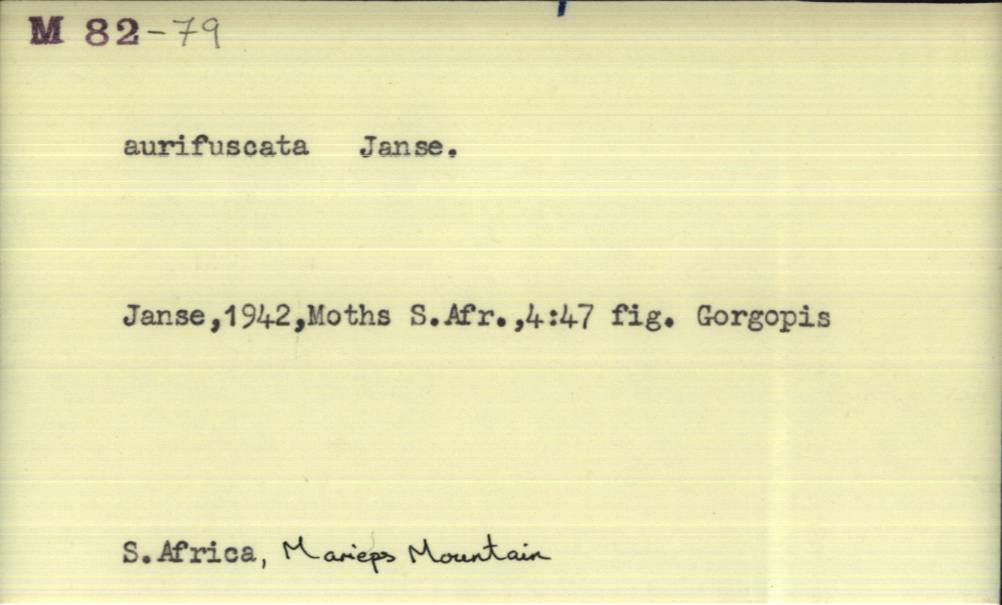 M 82-79
aurifuscata Janse.
Janse,1942,Moths S.Afr.,4:47 fig. Gorgopis
S.Africa, Marieps Mountain